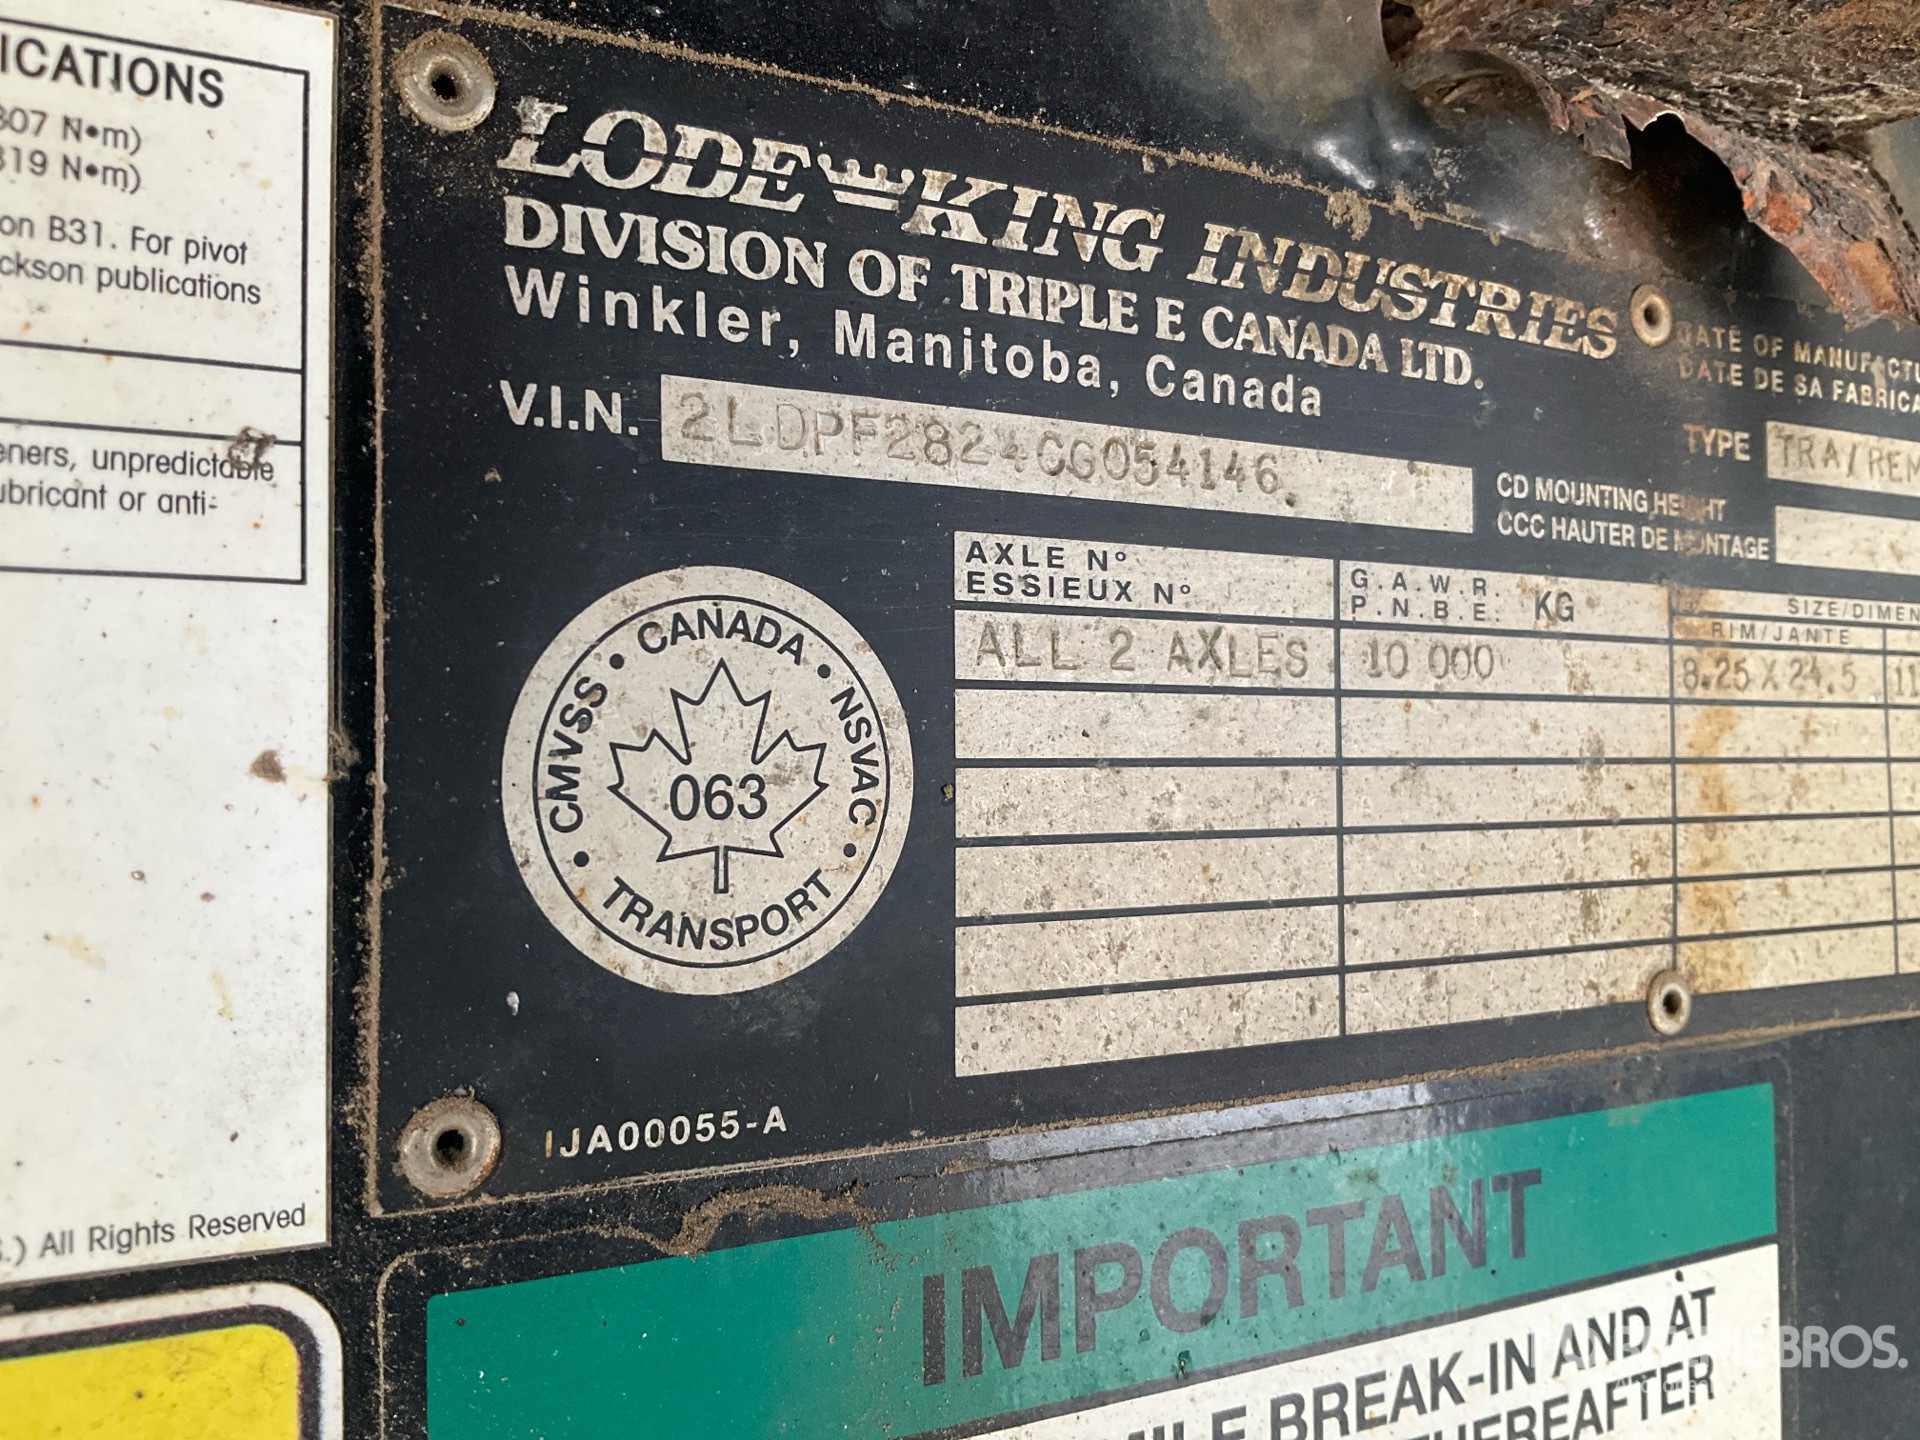 ICATIONS
307 N•m)
319 N•m)
on B31. For pivot
ckson publications
eners, unpredictable
ubricant or anti-
All Rights Reserved
LODE KING INDUSTRIES
DIVISION OF TRIPLE E CANADA LTD.
Winkler, Manitoba, Canada
V.I.N. 2LDPF2824CG054146
DATE OF MANUFACTU
DATE DE SA FABRICA
TYPE TRA/REM
CD MOUNTING HEIGHT
CCC HAUTER DE MONTAGE
AXLE N°
ESSIEUX N°
G.A.W.R.
P.N.B.E. KG
SIZE/DIMEN
RIM/JANTE
ALL 2 AXLES 10 000 8.25 X 24.5 11
CANADA • NSVAC • TRANSPORT • CMVSS •
063
IJA00055-A
IMPORTANT
MILE BREAK-IN AND AT
THEREAFTER
BROS.